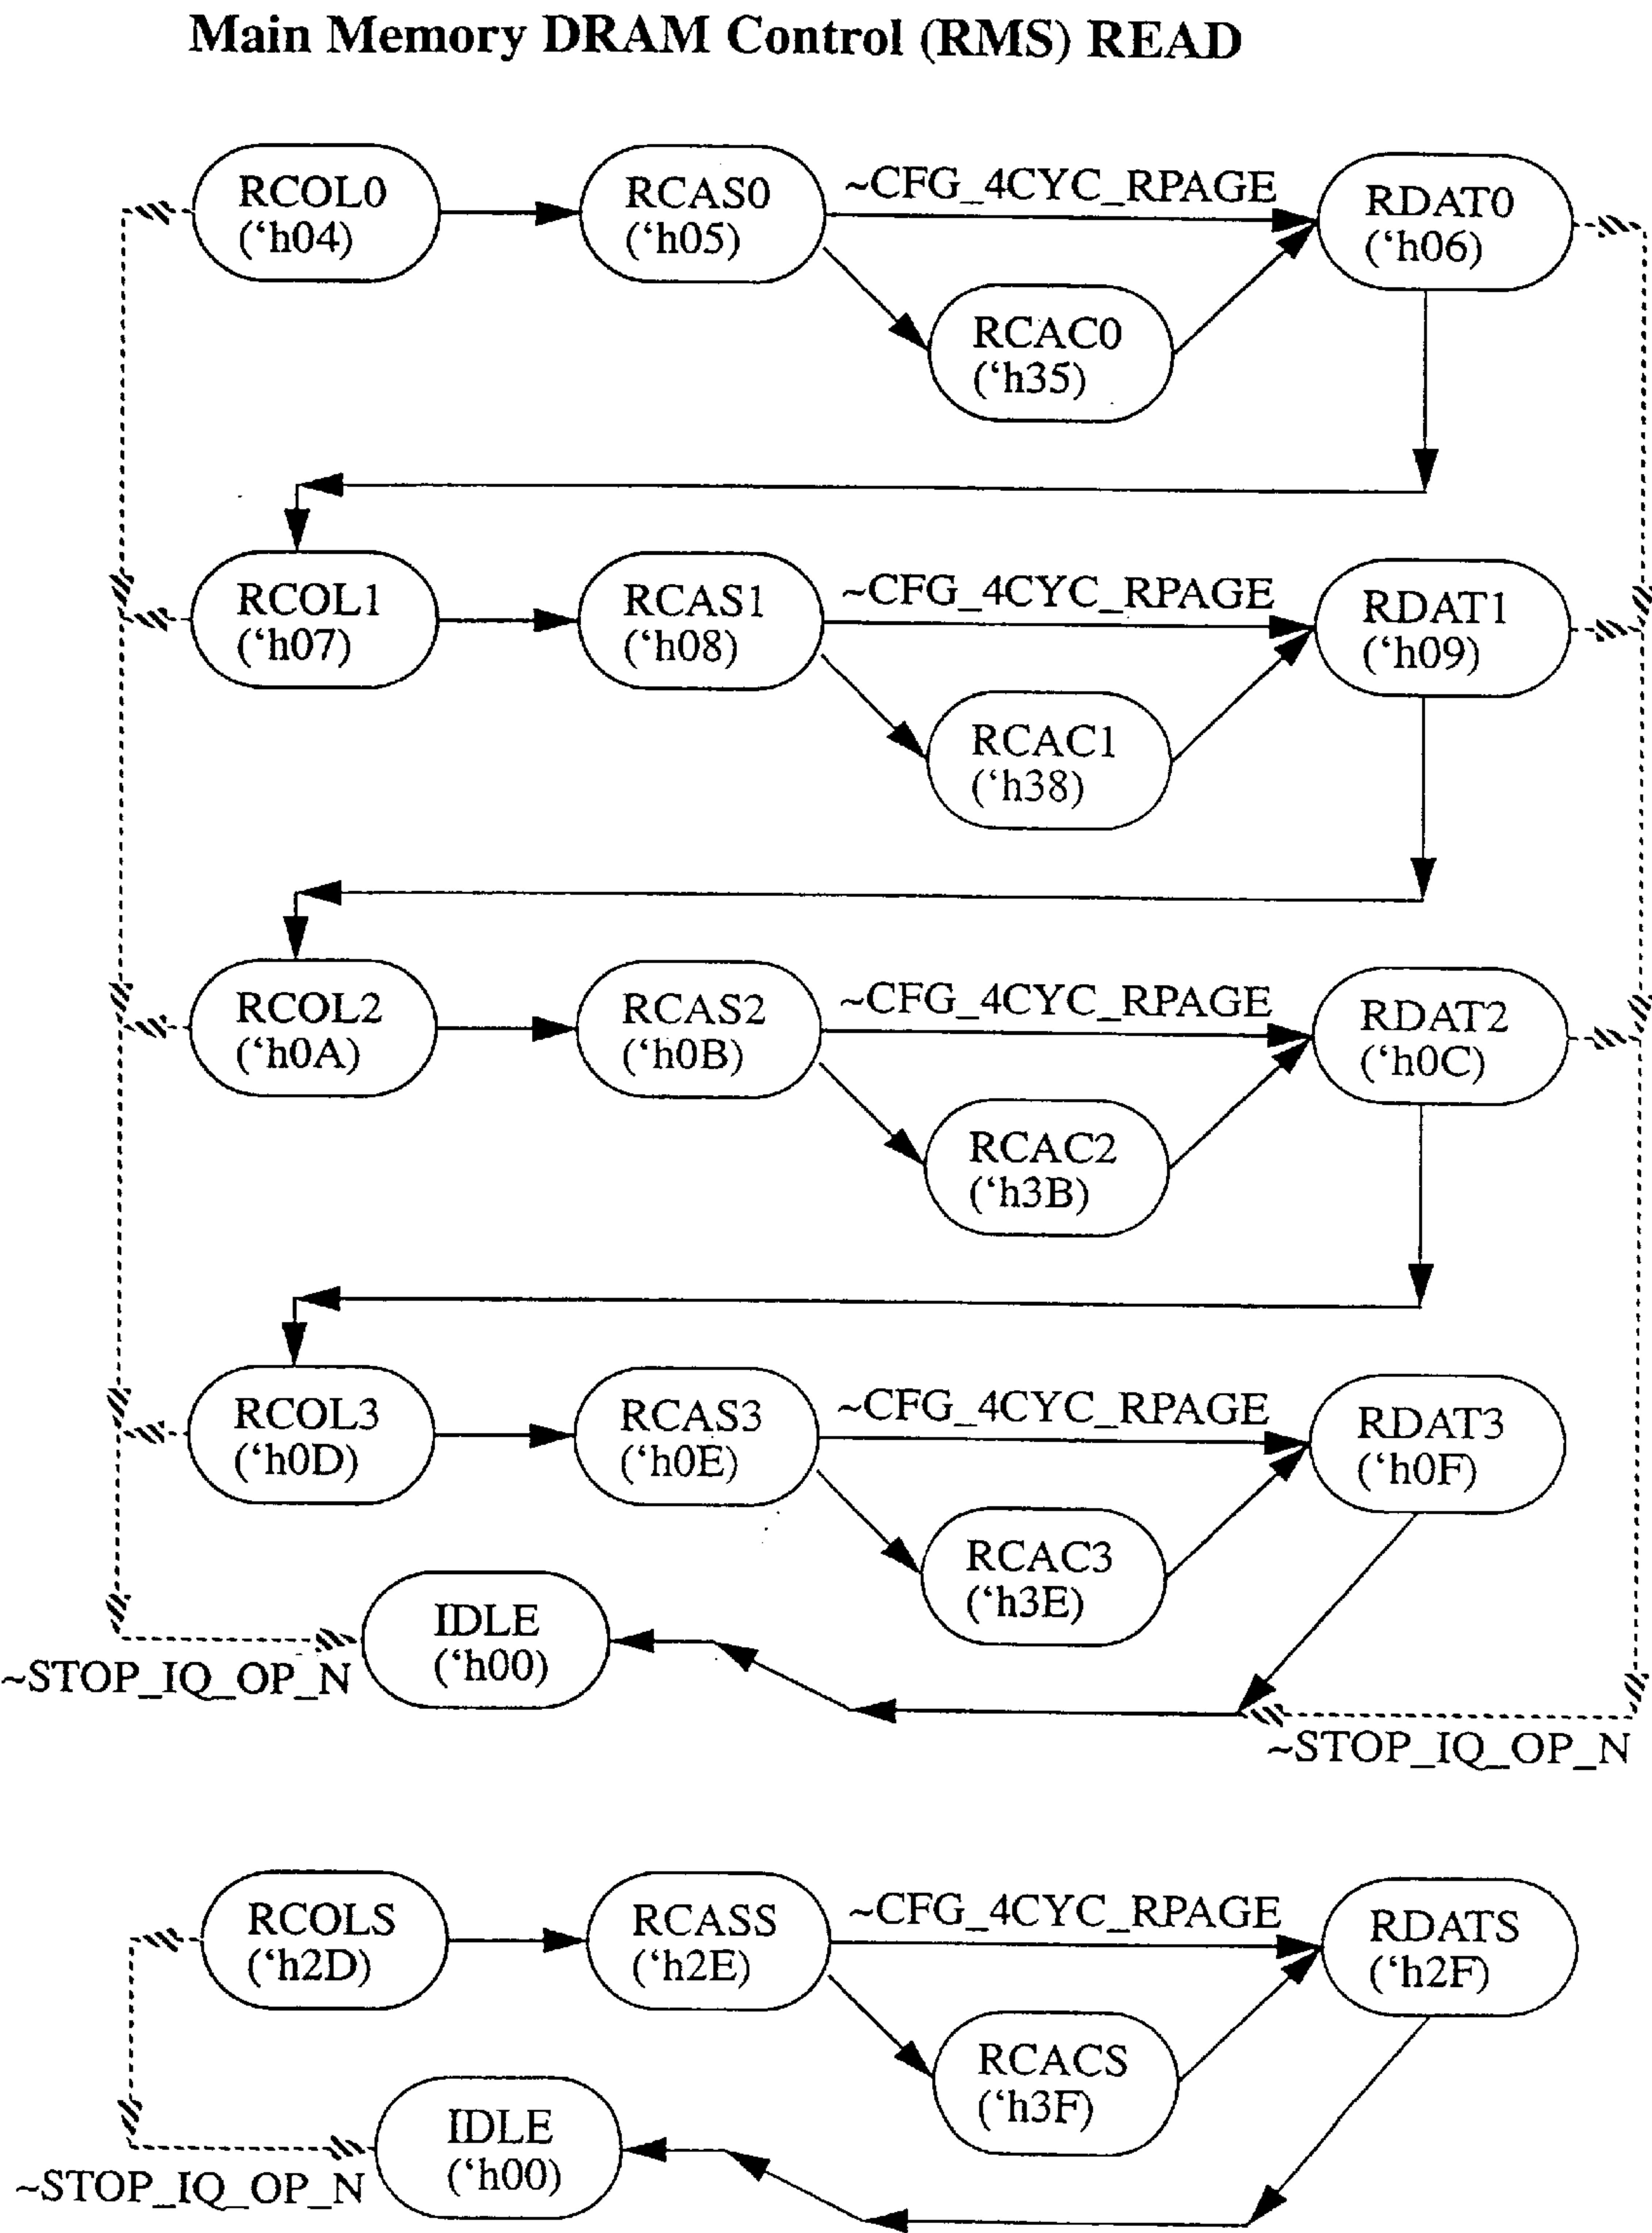 Main Memory DRAM Control (RMS) READ
RCOL0
(‘h04)
RCAS0
(‘h05)
~CFG_4CYC_RPAGE
RDAT0
(‘h06)
RCAC0
(‘h35)
RCOL1
(‘h07)
RCAS1
(‘h08)
~CFG_4CYC_RPAGE
RDAT1
(‘h09)
RCAC1
(‘h38)
RCOL2
(‘h0A)
RCAS2
(‘h0B)
~CFG_4CYC_RPAGE
RDAT2
(‘h0C)
RCAC2
(‘h3B)
RCOL3
(‘h0D)
RCAS3
(‘h0E)
~CFG_4CYC_RPAGE
RDAT3
(‘h0F)
RCAC3
(‘h3E)
IDLE
(‘h00)
~STOP_IQ_OP_N
~STOP_IQ_OP_N
RCOLS
(‘h2D)
RCASS
(‘h2E)
~CFG_4CYC_RPAGE
RDATS
(‘h2F)
RCACS
(‘h3F)
IDLE
(‘h00)
~STOP_IQ_OP_N